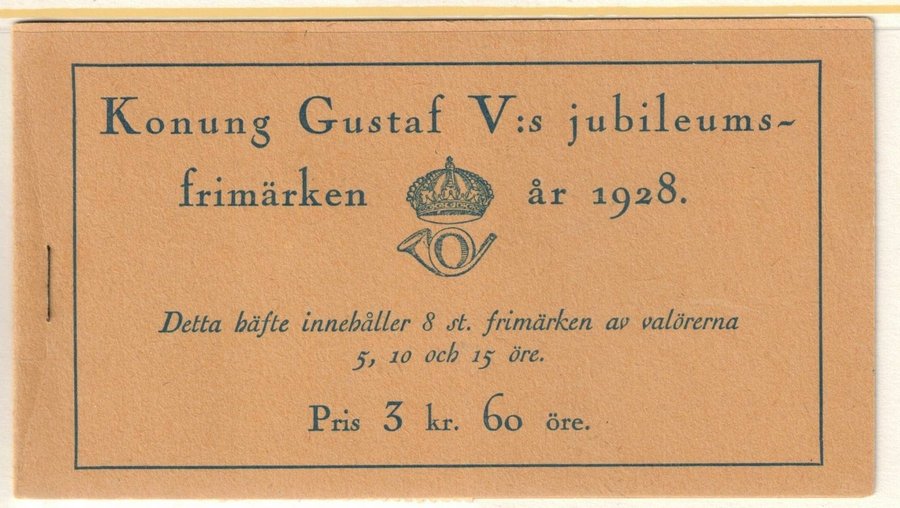 Konung Gustaf V:s jubileums-
frimärken år 1928.
Detta häfte innehåller 8 st. frimärken av valörerna
5, 10 och 15 öre.
Pris 3 kr. 60 öre.